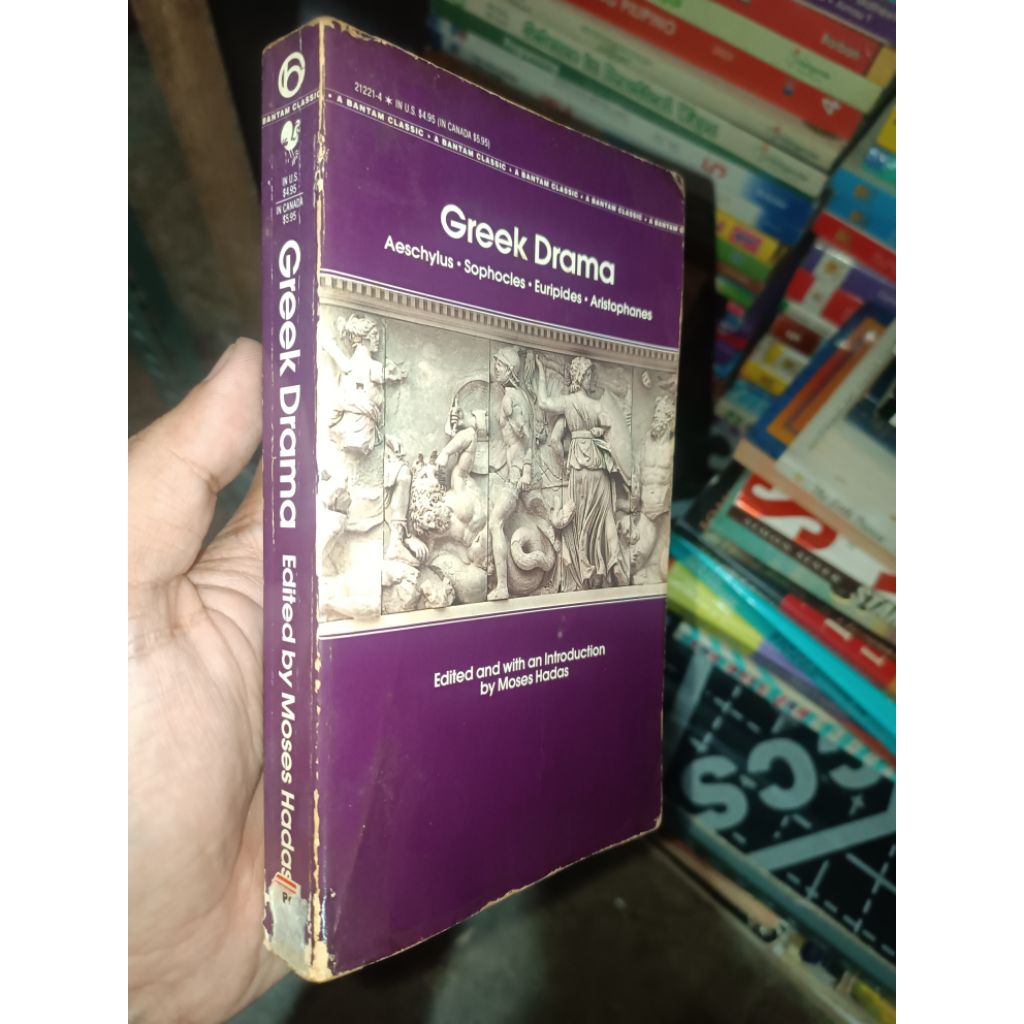 BANTAM CLASSIC
IN U.S.
$4.95
IN CANADA
$5.95
Greek Drama Edited by Moses Hadas
21221-4 * IN U.S. $4.95 (IN CANADA $5.95)
• A BANTAM CLASSIC • A BANTAM CLASSIC • A BANTAM CLASSIC • A BANTAM CLASSIC • A BANTAM C
Greek Drama
Aeschylus • Sophocles • Euripides • Aristophanes
Edited and with an Introduction
by Moses Hadas
FILIPINO